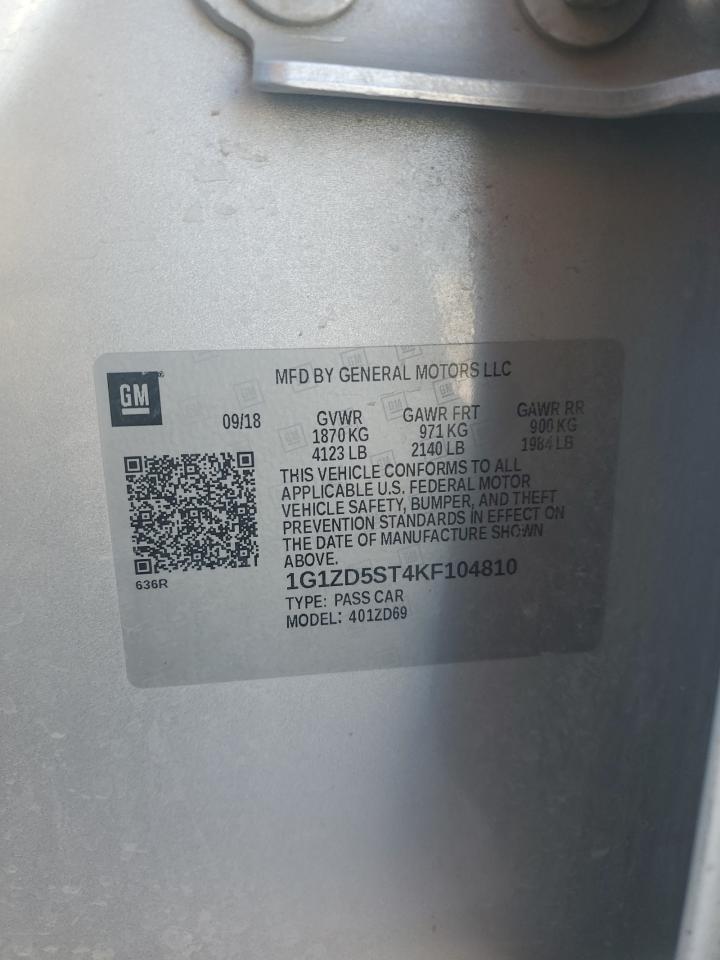 GM
MFD BY GENERAL MOTORS LLC
09/18
GVWR GAWR FRT GAWR RR
1870 KG 971 KG 900 KG
4123 LB 2140 LB 1984 LB
THIS VEHICLE CONFORMS TO ALL
APPLICABLE U.S. FEDERAL MOTOR
VEHICLE SAFETY, BUMPER, AND THEFT
PREVENTION STANDARDS IN EFFECT ON
THE DATE OF MANUFACTURE SHOWN
ABOVE.
636R
1G1ZD5ST4KF104810
TYPE: PASS CAR
MODEL: 401ZD69